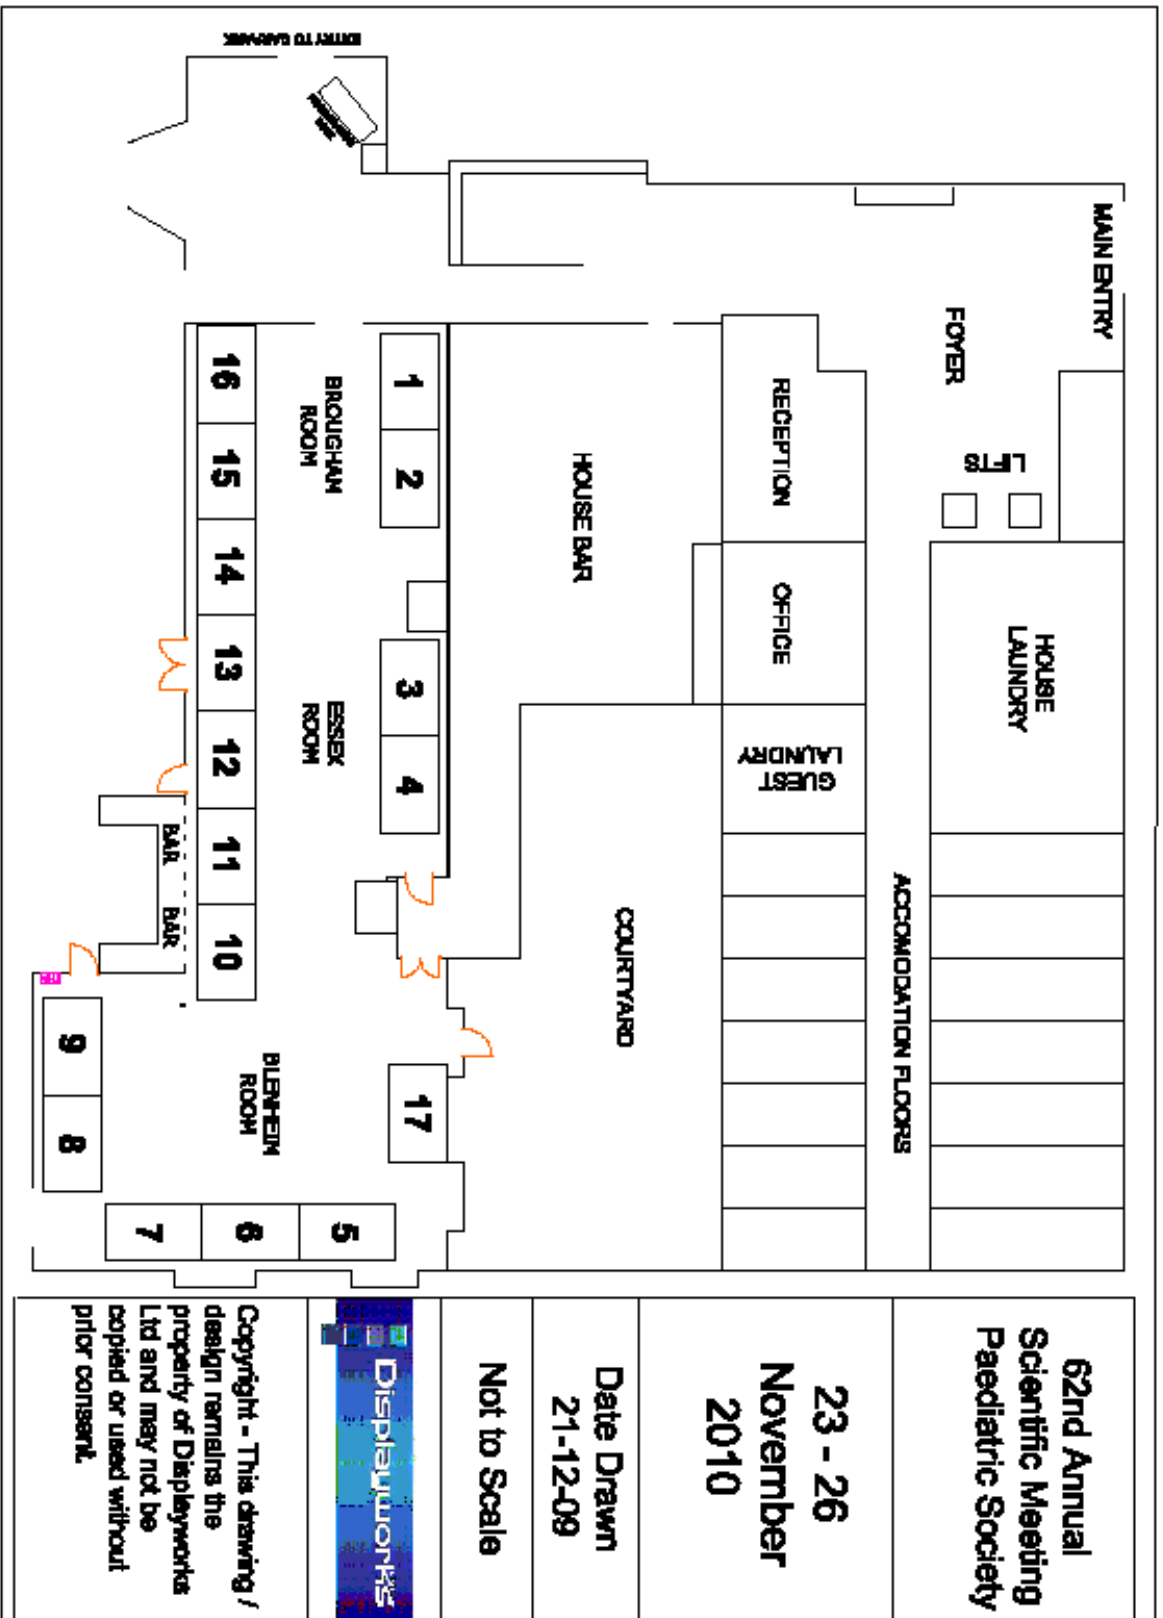 MAIN ENTRY
FOYER
LIFTS
HOUSE
LAUNDRY
RECEPTION
OFFICE
GUEST
LAUNDRY
ACCOMODATION FLOORS
HOUSE BAR
COURTYARD
ENTRY TO CARPARK
1
2
3
4
17
BROUGHAM
ROOM
ESSEX
ROOM
BLENHEIM
ROOM
16
15
14
13
12
11
10
BAR
BAR
9
8
7
6
5
62nd Annual
Scientific Meeting
Paediatric Society
23 - 26
November
2010
Date Drawn
21-12-09
Not to Scale
Displayworks
Copyright - This drawing /
design remains the
property of Displayworks
Ltd and may not be
copied or used without
prior consent.